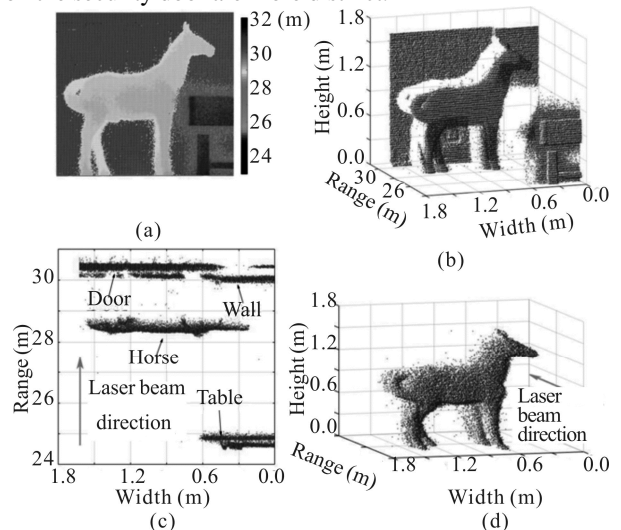 32 (m)
30
28
26
24
(a)
1.8
1.2
0.6
0.0
Height (m)
30
26
Range (m)
1.8
1.2
0.6
0.0
Width (m)
(b)
30
28
26
24
Range (m)
Door
Wall
Horse
Laser beam
direction
Table
1.8
1.2
0.6
0.0
Width (m)
(c)
1.8
1.2
0.6
0.0
Height (m)
Range (m)
Laser
beam
direction
1.8
1.2
0.6
0.0
Width (m)
(d)